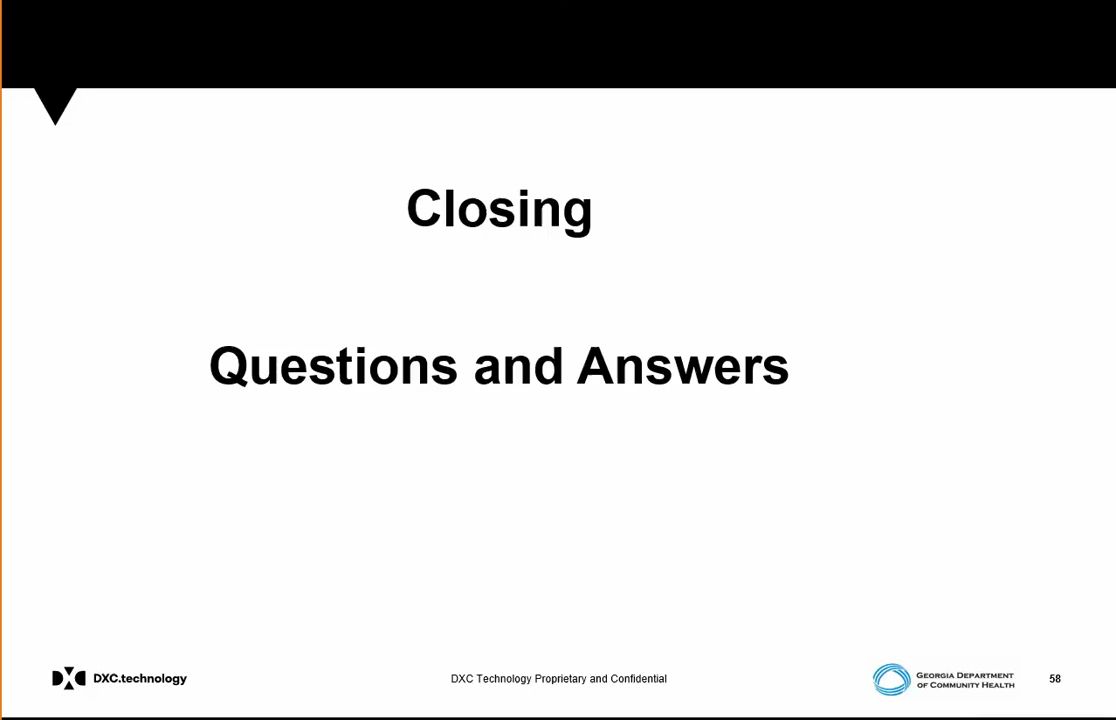 Closing
Questions and Answers
DXC.technology
DXC Technology Proprietary and Confidential
GEORGIA DEPARTMENT
OF COMMUNITY HEALTH
58